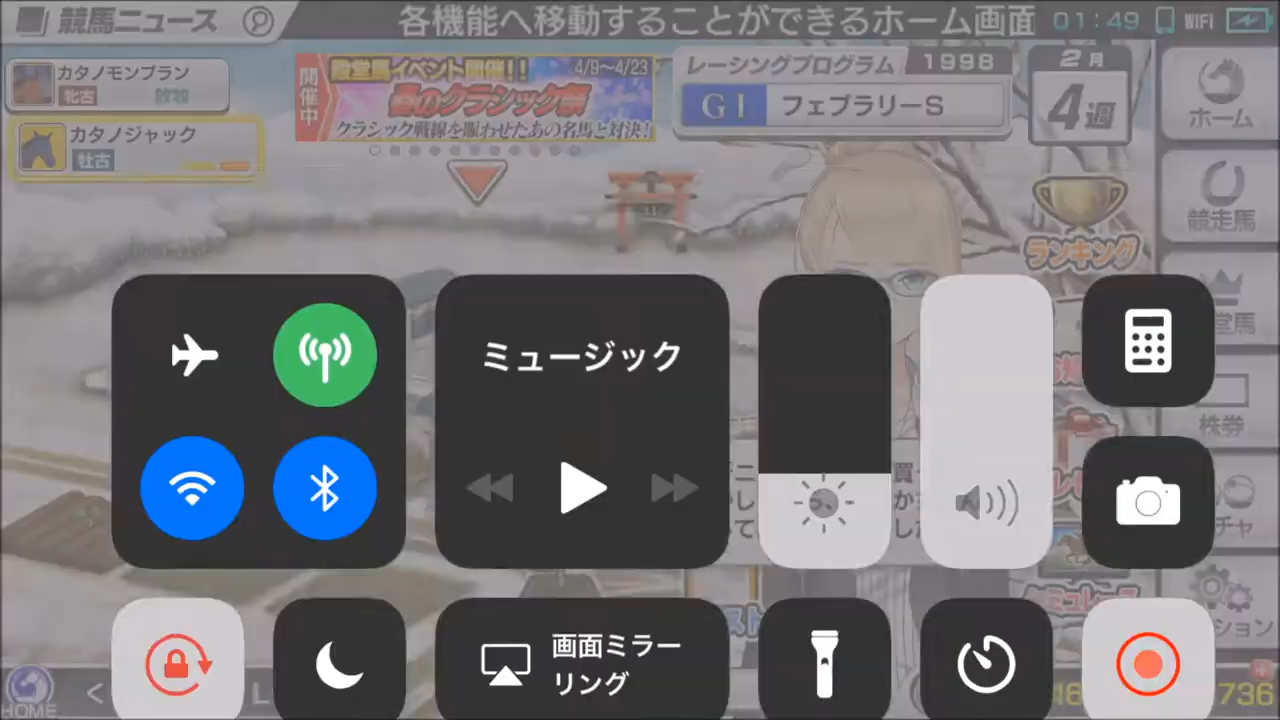 競馬ニュース
各機能へ移動することができるホーム画面
01:49
WIFI
カタノモンブラン
牝古
放牧
カタノジャック
牡古
開催中
殿堂馬イベント開催!!
4/9〜4/23
春のクラシック祭
クラシック戦線を賑わせたあの名馬と対決!
レーシングプログラム
1998
GI
フェブラリーS
2月
4週
ホーム
競走馬
ランキング
堂馬
株券
ミュージック
画面ミラー
リング
HOME
<
L
736